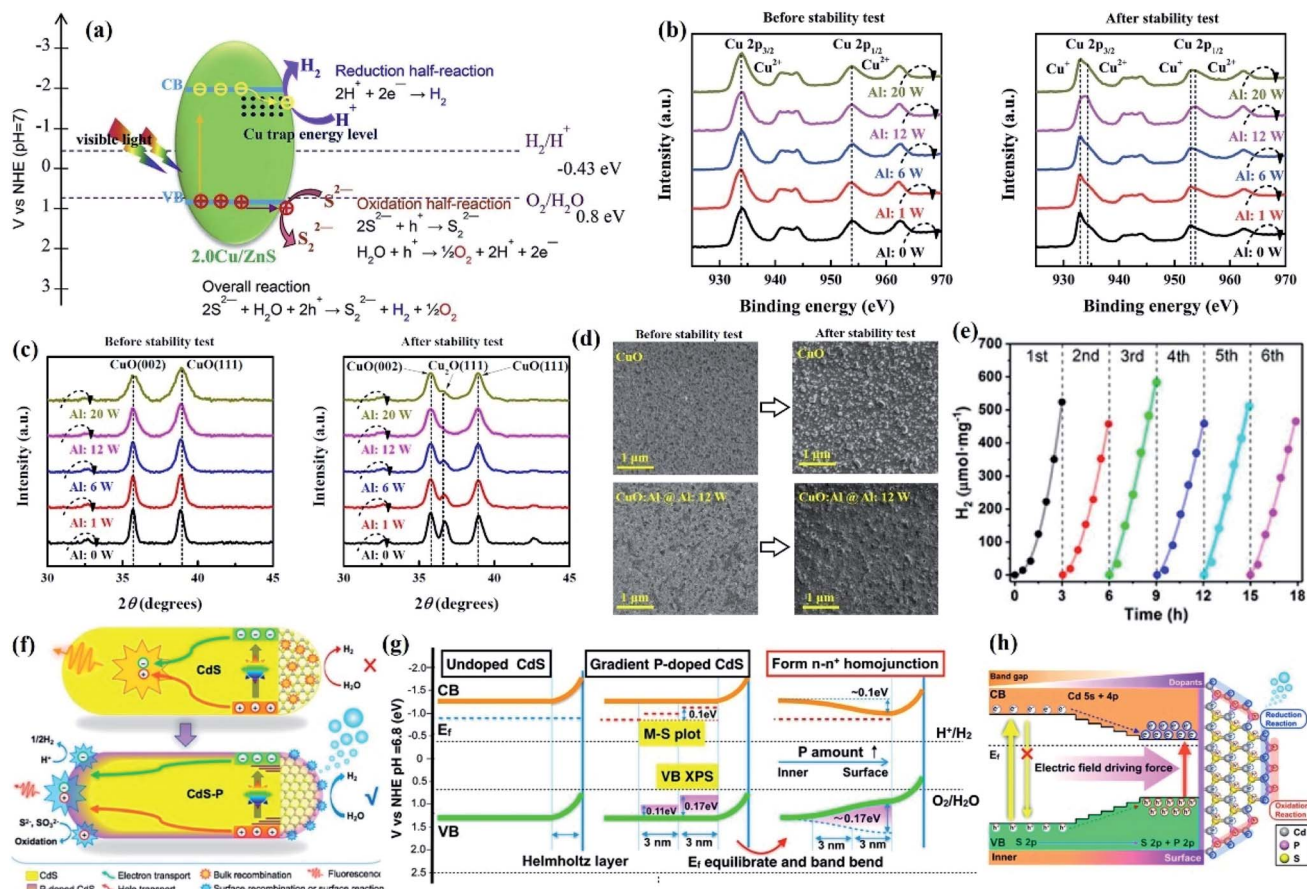 (a)
-3
-2
-1
0
1
2
3
V vs NHE (pH=7)
CB
H₂
H⁺
Cu trap energy level
visible light
VB
S²⁻
S₂²⁻
2.0Cu/ZnS
Reduction half-reaction
2H⁺ + 2e⁻ → H₂
H₂/H⁺
-0.43 eV
O₂/H₂O
0.8 eV
Oxidation half-reaction
2S²⁻ + h⁺ → S₂²⁻
H₂O + h⁺ → ½O₂ + 2H⁺ + 2e⁻
Overall reaction
2S²⁻ + H₂O + 2h⁺ → S₂²⁻ + H₂ + ½O₂
(b)
Before stability test
Cu 2p3/2
Cu 2p1/2
Cu²⁺
Cu²⁺
Al: 20 W
Al: 12 W
Al: 6 W
Al: 1 W
Al: 0 W
Intensity (a.u.)
930 940 950 960 970
Binding energy (eV)
After stability test
Cu 2p3/2
Cu 2p1/2
Cu⁺
Cu²⁺
Cu⁺
Cu²⁺
Al: 20 W
Al: 12 W
Al: 6 W
Al: 1 W
Al: 0 W
Intensity (a.u.)
930 940 950 960 970
Binding energy (eV)
(c)
Before stability test
CuO(002)
CuO(111)
Al: 20 W
Al: 12 W
Al: 6 W
Al: 1 W
Al: 0 W
Intensity (a.u.)
30 35 40 45
2θ (degrees)
After stability test
CuO(002)
Cu₂O(111)
CuO(111)
Al: 20 W
Al: 12 W
Al: 6 W
Al: 1 W
Al: 0 W
Intensity (a.u.)
30 35 40 45
2θ (degrees)
(d)
Before stability test
After stability test
CuO
1 μm
CuO
1 μm
CuO:Al @ Al: 12 W
1 μm
CuO:Al @ Al: 12 W
1 μm
(e)
1st 2nd 3rd 4th 5th 6th
700
600
500
400
300
200
100
0
H₂ (μmol·mg⁻¹)
0 3 6 9 12 15 18
Time (h)
(f)
CdS
H₂
H₂O
1/2H₂
H⁺
CdS-P
H₂
H₂O
S²⁻, SO₃²⁻
Oxidation
CdS
Electron transport
Bulk recombination
Fluorescence
P-doped CdS
Hole transport
Surface recombination or surface reaction
(g)
Undoped CdS
Gradient P-doped CdS
Form n-n⁺ homojunction
-2.0
-1.5
-1.0
-0.5
0
0.5
1.0
1.5
2.0
2.5
V vs NHE pH =6.8 (eV)
CB
Ef
VB
0.1eV
M-S plot
VB XPS
0.11eV
0.17eV
3 nm
3 nm
~0.1eV
H⁺/H₂
P amount ↑
Inner
Surface
O₂/H₂O
~0.17eV
3 nm
3 nm
Helmholtz layer
Ef equilibrate and band bend
(h)
Band gap
Dopants
CB
Cd 5s + 4p
Ef
Electric field driving force
VB
S 2p
S 2p + P 2p
Inner
Surface
Reduction
Reaction
Oxidation
Reaction
Cd
P
S